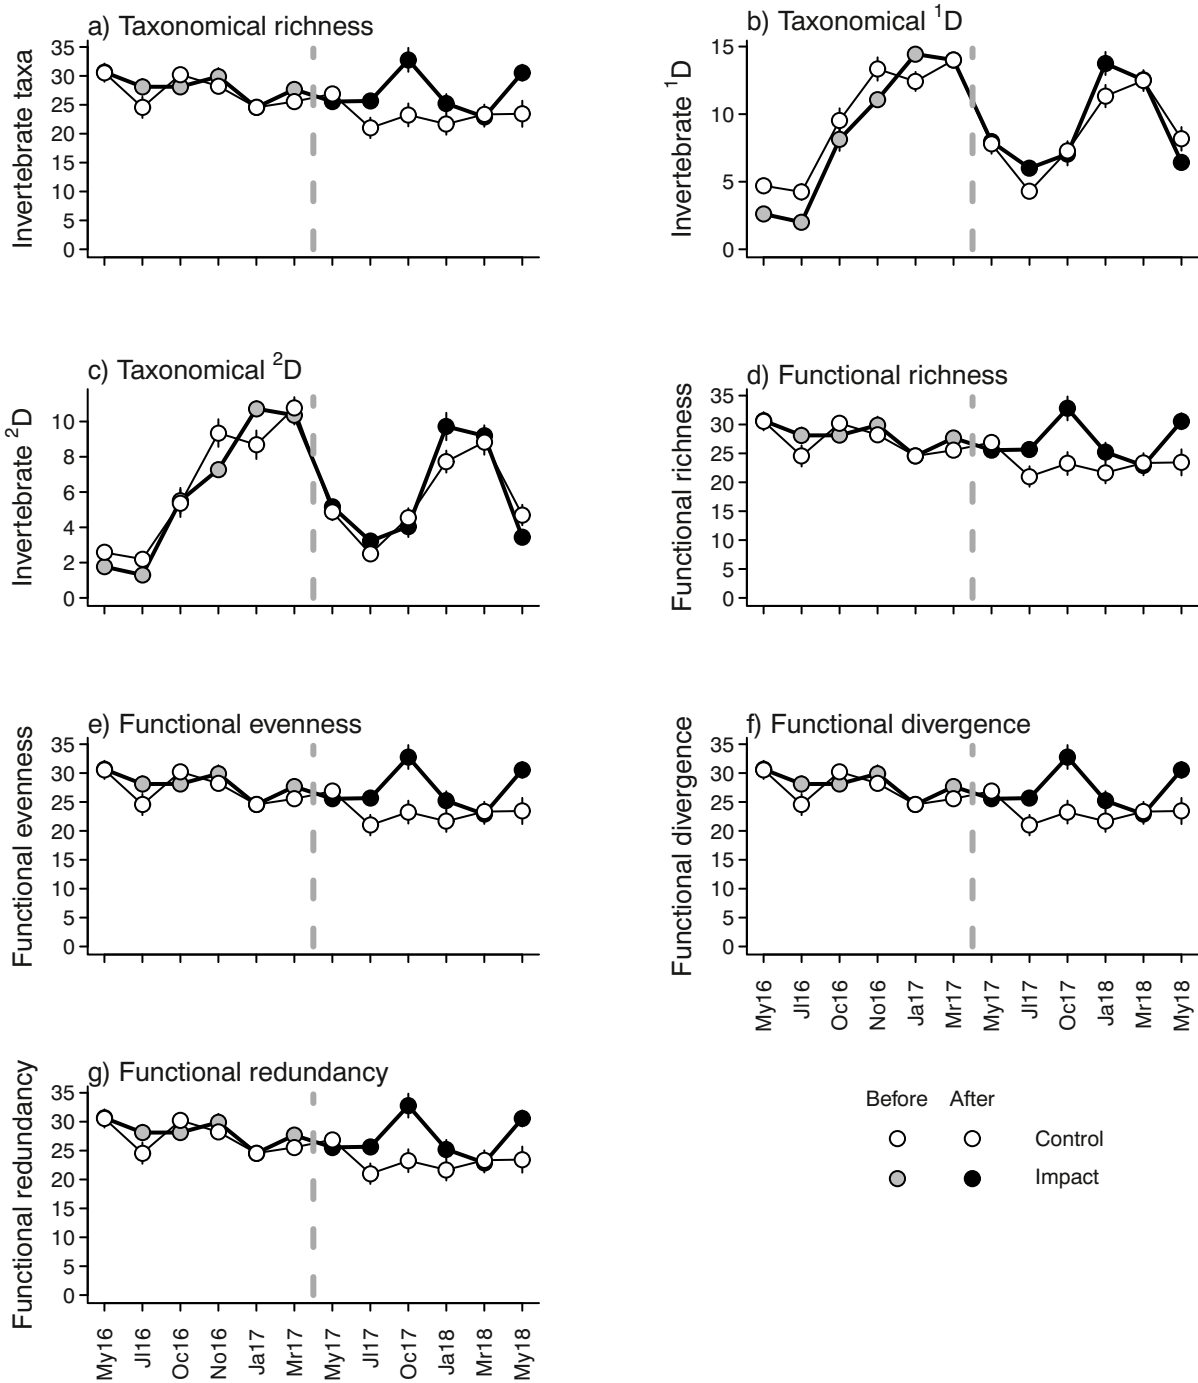 a) Taxonomical richness
Invertebrate taxa
35
30
25
20
15
10
5
0
b) Taxonomical ¹D
Invertebrate ¹D
15
10
5
0
c) Taxonomical ²D
Invertebrate ²D
10
8
6
4
2
0
d) Functional richness
Functional richness
35
30
25
20
15
10
5
0
e) Functional evenness
Functional evenness
35
30
25
20
15
10
5
0
f) Functional divergence
Functional divergence
35
30
25
20
15
10
5
0
My16 Jl16 Oc16 No16 Ja17 Mr17 My17 Jl17 Oc17 Ja18 Mr18 My18
g) Functional redundancy
Functional redundancy
35
30
25
20
15
10
5
0
My16 Jl16 Oc16 No16 Ja17 Mr17 My17 Jl17 Oc17 Ja18 Mr18 My18
Before After
Control
Impact